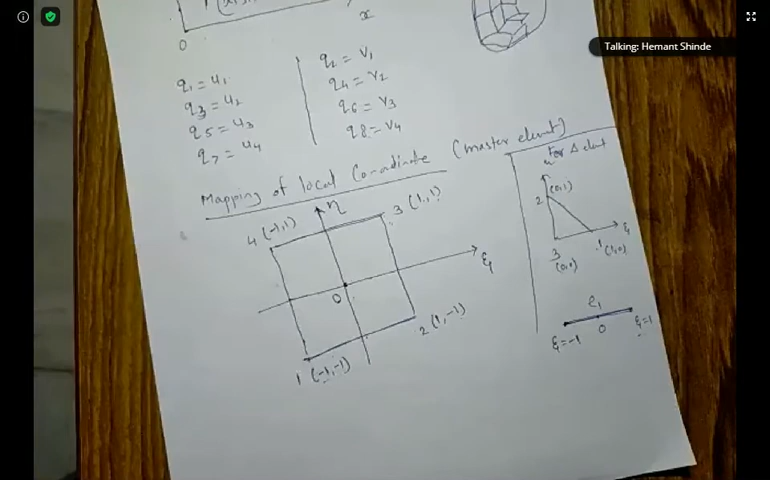 x
0
Talking: Hemant Shinde
q1 = u1
q3 = u2
q5 = u3
q7 = u4
q2 = v1
q4 = v2
q6 = v3
q8 = v4
Mapping of local Co-ordinate (master element)
η
4 (-1,1)
3 (1,1)
ξ
0
2 (1,-1)
1 (-1,-1)
For Δ elent
η
(0,1)
2
ξ
3
(0,0)
1 (1,0)
e1
0
ξ=-1
ξ=1